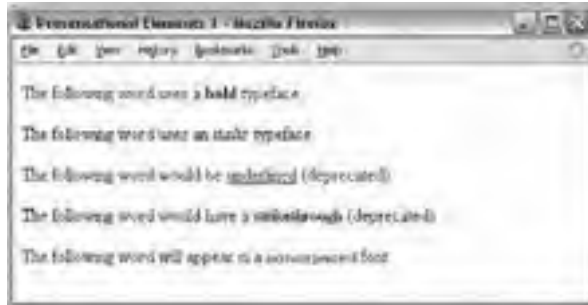 Presentational Elements 1 - Mozilla Firefox
File Edit View History Bookmarks Tools Help
The following word uses a bold typeface
The following word uses an italic typeface
The following word would be underlined (deprecated)
The following word would have a strikethrough (deprecated)
The following word will appear in a monospaced font